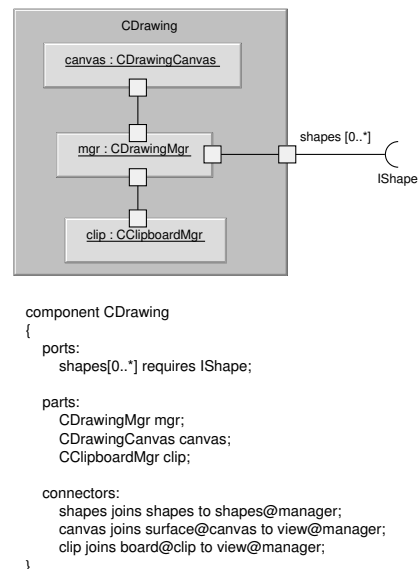 CDrawing
canvas : CDrawingCanvas
mgr : CDrawingMgr
shapes [0..*]
IShape
clip : CClipboardMgr
component CDrawing
{
ports:
shapes[0..*] requires IShape;
parts:
CDrawingMgr mgr;
CDrawingCanvas canvas;
CClipboardMgr clip;
connectors:
shapes joins shapes to shapes@manager;
canvas joins surface@canvas to view@manager;
clip joins board@clip to view@manager;
}